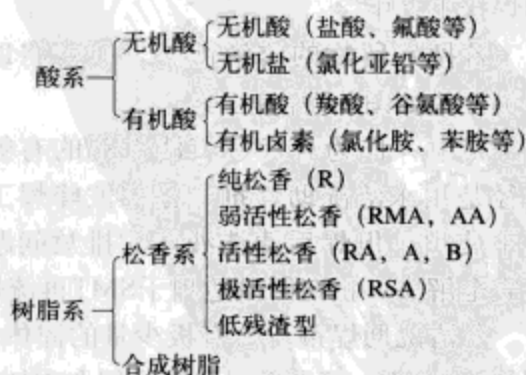 无机酸（盐酸、氟酸等）
无机酸
无机盐（氯化亚铅等）
酸系
有机酸（羧酸、谷氨酸等）
有机酸
有机卤素（氯化胺、苯胺等）
纯松香（R）
弱活性松香（RMA，AA）
松香系
活性松香（RA，A，B）
极活性松香（RSA）
树脂系
低残渣型
合成树脂